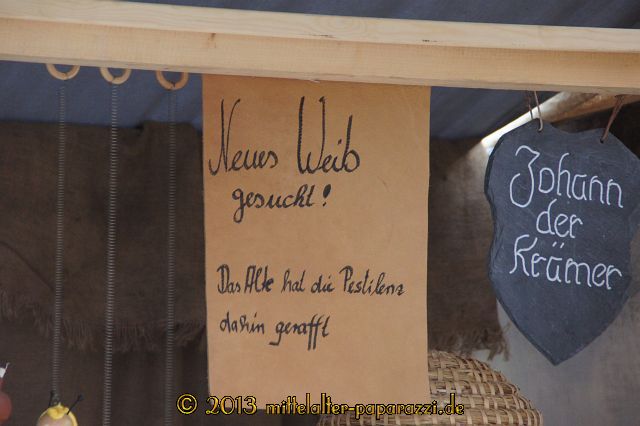 Neues Weib
gesucht!
Das Alte hat die Pestilenz
dahin gerafft
Johann
der
Krämer
© 2013 mittelalter-paparazzi.de